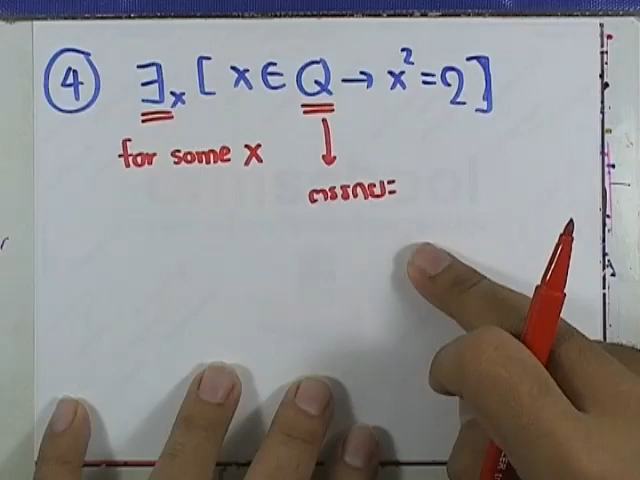 ④ ∃x [ x ∈ Q → x² = 2 ]
for some x
ตรรกยะ